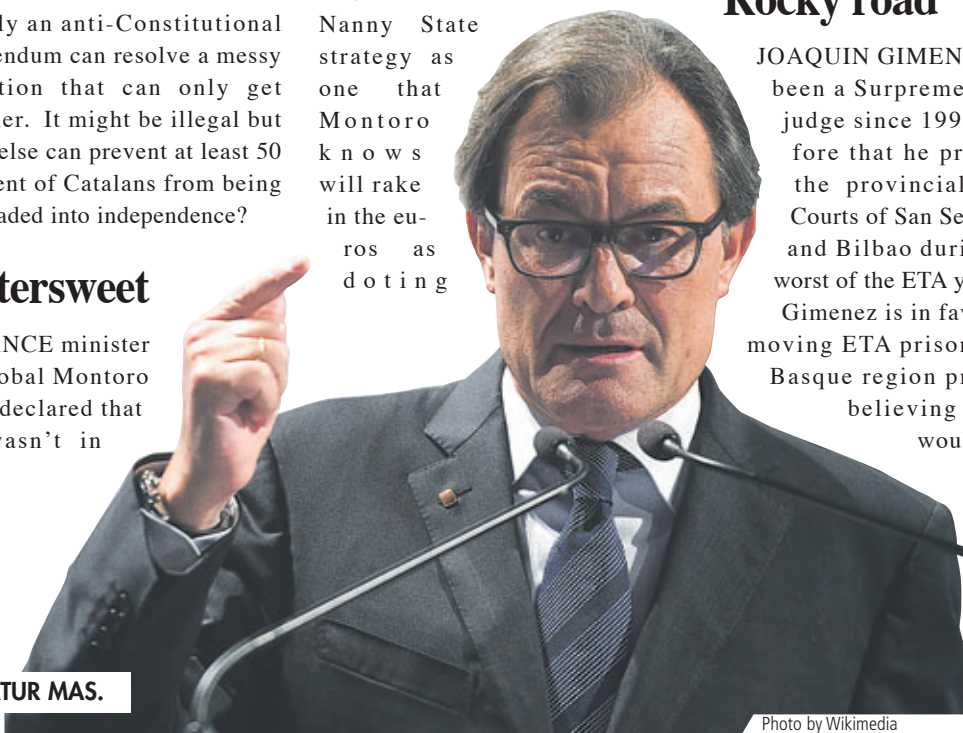 ly an anti-Constitutional
endum can resolve a messy
tion that can only get
er. It might be illegal but
else can prevent at least 50
ent of Catalans from being
aded into independence?
tersweet
NCE minister
obal Montoro
declared that
asn't in
Nanny State
strategy as
one that
Montoro
knows
will rake
in the eu-
ros as
doting
Rocky road
JOAQUIN GIMEN
been a Surpreme
judge since 199
fore that he pr
the provincial
Courts of San Se
and Bilbao duri
worst of the ETA y
Gimenez is in fav
moving ETA prison
Basque region pr
believing
wou
TUR MAS.
Photo by Wikimedia